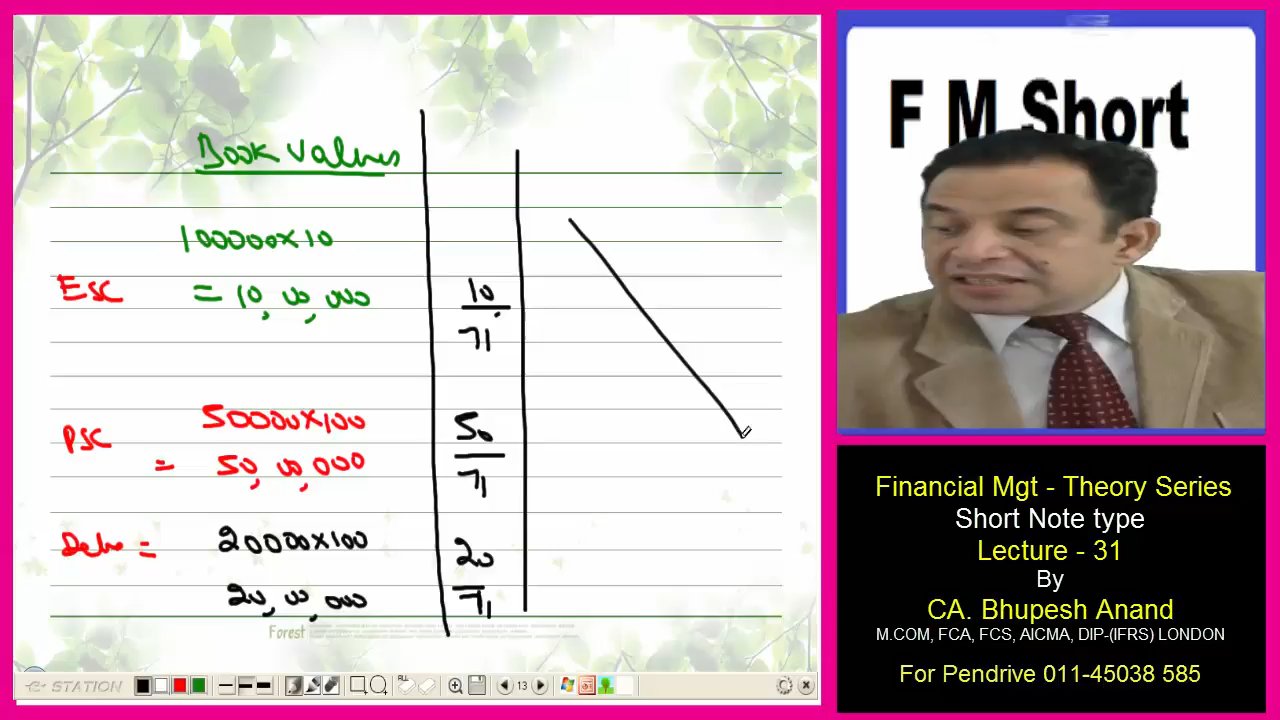 Book Values
100000x10
ESC = 10,00,000
10
71
50000x100
PSC = 50,00,000
50
71
Debe = 20000x100
20,00,000
20
71
Forest
e-STATION
13
F M Short
Financial Mgt - Theory Series
Short Note type
Lecture - 31
By
CA. Bhupesh Anand
M.COM, FCA, FCS, AICMA, DIP-(IFRS) LONDON
For Pendrive 011-45038 585